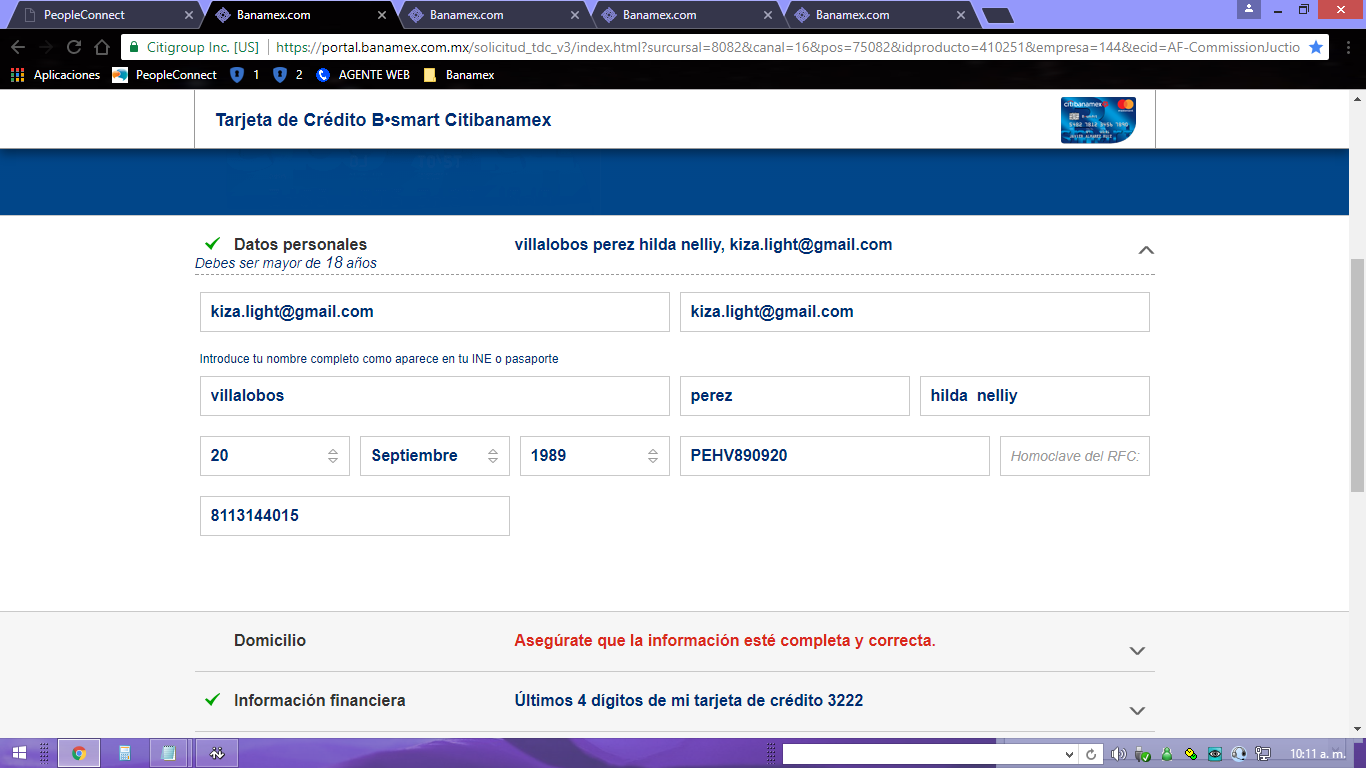 PeopleConnect
Banamex.com
Banamex.com
Banamex.com
Banamex.com
Citigroup Inc. [US]
https://portal.banamex.com.mx/solicitud_tdc_v3/index.html?surcursal=8082&canal=16&pos=75082&idproducto=410251&empresa=144&ecid=AF-CommissionJuctio
Aplicaciones
PeopleConnect
1
2
AGENTE WEB
Banamex
Tarjeta de Crédito B•smart Citibanamex
citibanamex
Datos personales
villalobos perez hilda nelliy, kiza.light@gmail.com
Debes ser mayor de 18 años
kiza.light@gmail.com
kiza.light@gmail.com
Introduce tu nombre completo como aparece en tu INE o pasaporte
villalobos
perez
hilda  nelliy
20
Septiembre
1989
PEHV890920
Homoclave del RFC:
8113144015
Domicilio
Asegúrate que la información esté completa y correcta.
Información financiera
Últimos 4 dígitos de mi tarjeta de crédito 3222
10:11 a. m.